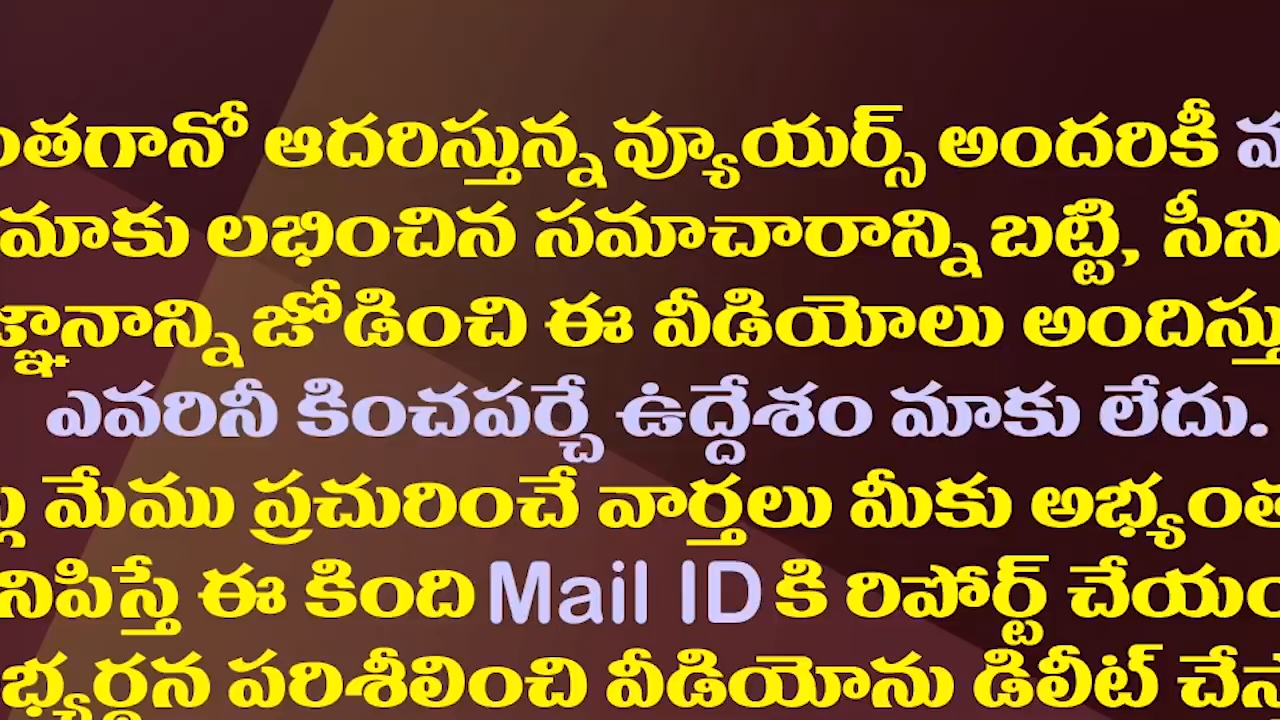 ఆదరిస్తున్న వ్యూయర్స్ అందరికీ
మాకు లభించిన సమాచారాన్ని బట్టి,
జోడించి ఈ వీడియోలు
ఎవరినీ కించపర్చే ఉద్దేశం మాకు లేదు.
మేము ప్రచురించే వార్తలు మీకు
ఈ కింది Mail ID కి రిపోర్ట్
పరిశీలించి వీడియోను డిలీట్